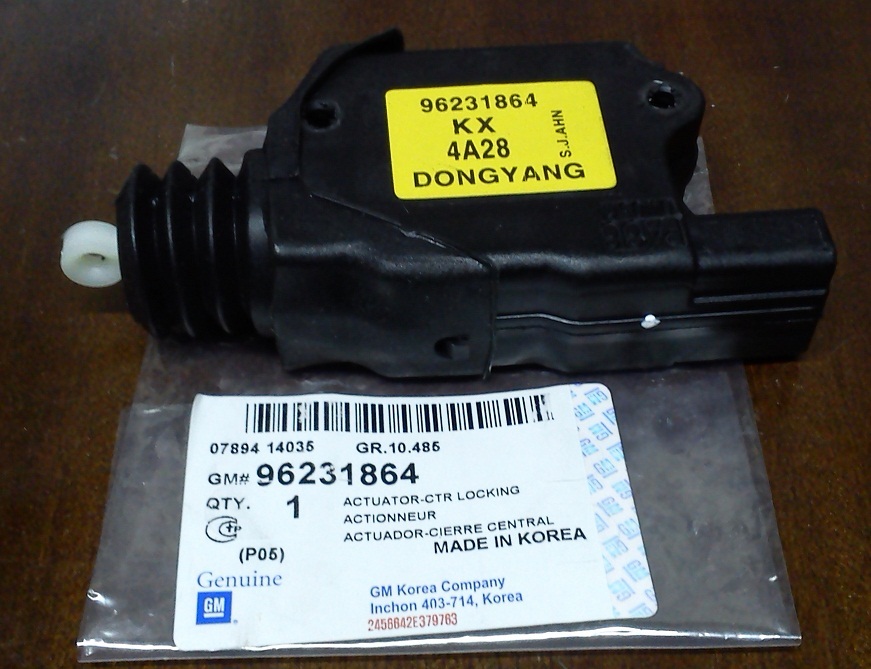 96231864
KX
4A28
S.J.AHN
DONGYANG
07894 14035 GR.10.485
GM# 96231864
QTY. 1
ACTUATOR-CTR LOCKING
ACTIONNEUR
ACTUADOR-CIERRE CENTRAL
MADE IN KOREA
(P05)
Genuine
GM
GM Korea Company
Inchon 403-714, Korea
2456642E379763